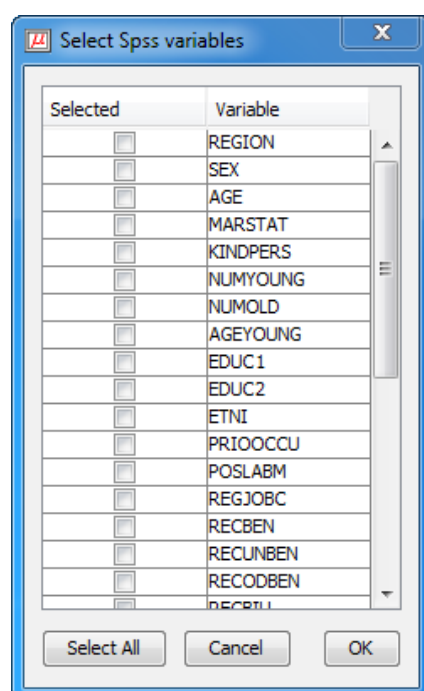 μ Select Spss variables X
Selected Variable
REGION
SEX
AGE
MARSTAT
KINDPERS
NUMYOUNG
NUMOLD
AGEYOUNG
EDUC1
EDUC2
ETNI
PRIOOCCU
POSLABM
REGJOBC
RECBEN
RECUNBEN
RECODBEN
Select All Cancel OK